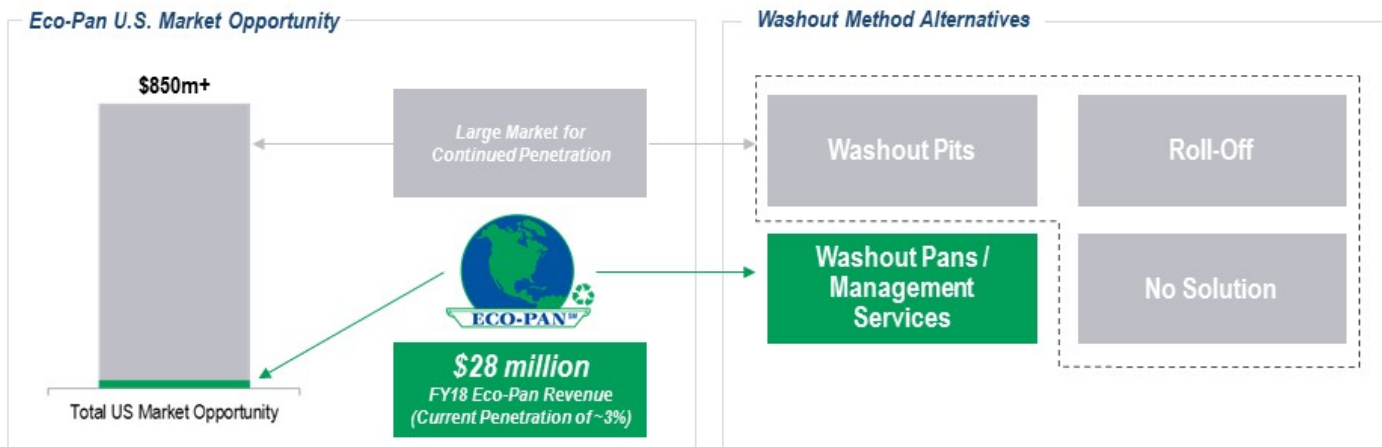 Eco-Pan U.S. Market Opportunity
$850m+
Large Market for
Continued Penetration
ECO-PAN SM
$28 million
FY18 Eco-Pan Revenue
(Current Penetration of ~3%)
Total US Market Opportunity
Washout Method Alternatives
Washout Pits
Roll-Off
Washout Pans /
Management
Services
No Solution